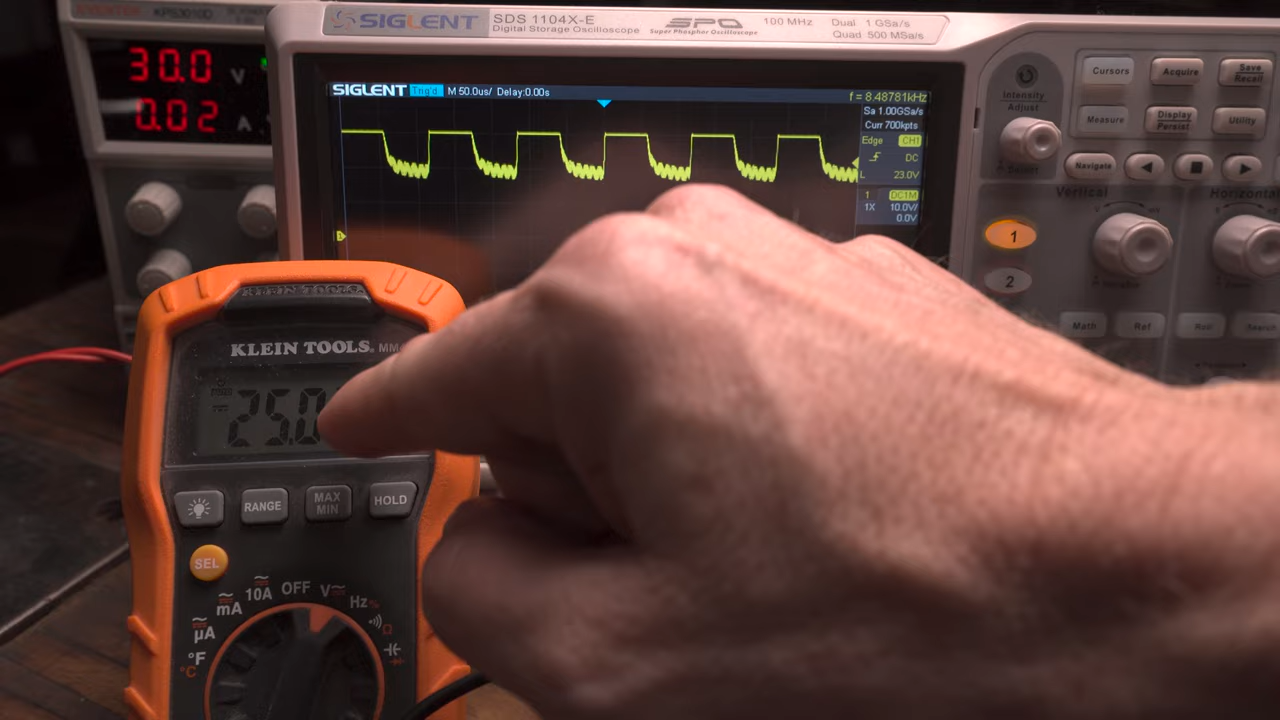 30.0 V
0.02 A
SIGLENT SDS 1104X-E
Digital Storage Oscilloscope
SPO
Super Phosphor Oscilloscope
100 MHz
Dual 1 GSa/s
Quad 500 MSa/s
SIGLENT Trig'd M 50.0us/ Delay:0.00s
f = 8.48781kHz
Sa 1.00GSa/s
Curr 700kpts
Edge CH1
DC
L 23.0V
1 DC1M
1X 10.0V/
0.0V
Intensity
Adjust
Cursors
Acquire
Save
Recall
Measure
Display
Persist
Utility
Navigate
Vertical
Horizontal
1
2
Math
Ref
Roll
Search
KLEIN TOOLS
KLEIN TOOLS®
25.0
RANGE
MAX
MIN
HOLD
SEL
OFF
V
Hz%
10A
mA
µA
°F
°C
Ω